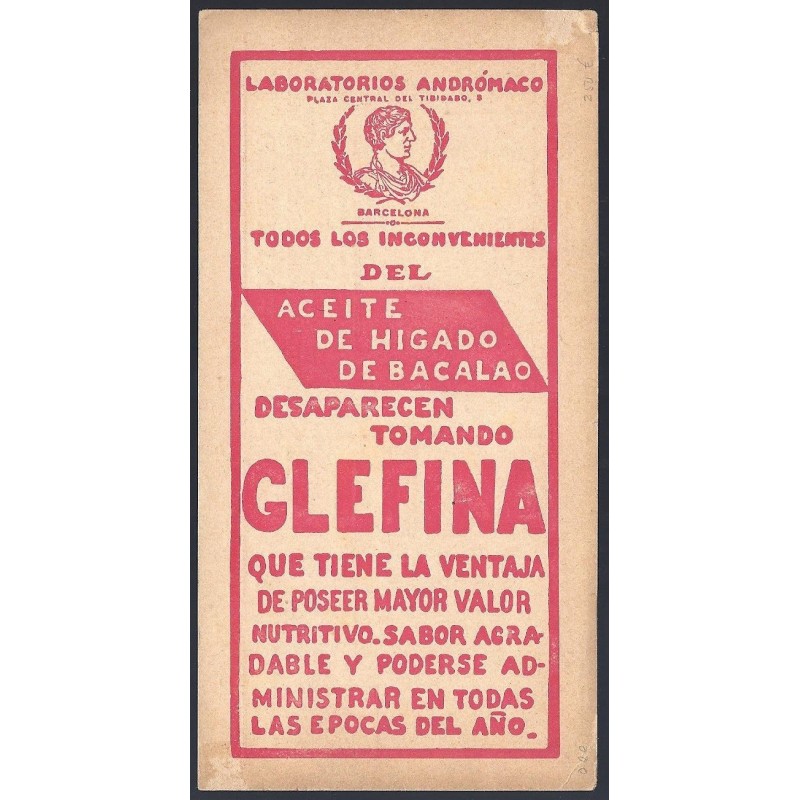 LABORATORIOS ANDRÓMACO
PLAZA CENTRAL DEL TIBIDABO, 3
BARCELONA
TODOS LOS INCONVENIENTES
DEL
ACEITE
DE HIGADO
DE BACALAO
DESAPARECEN
TOMANDO
GLEFINA
QUE TIENE LA VENTAJA
DE POSEER MAYOR VALOR
NUTRITIVO. SABOR AGRA-
DABLE Y PODERSE AD-
MINISTRAR EN TODAS
LAS EPOCAS DEL AÑO.